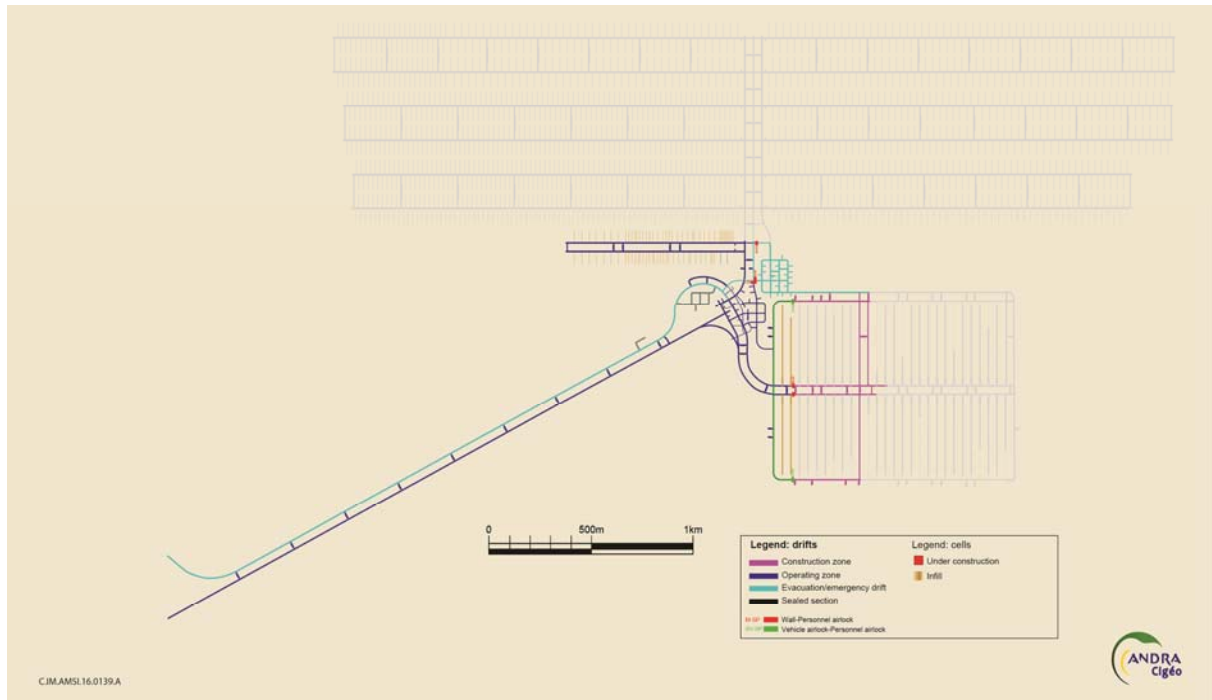 0 500m 1km
Legend: drifts
Construction zone
Operating zone
Evacuation/emergency drift
Sealed section
Wall-Personnel airlock
Vehicle airlock-Personnel airlock
Legend: cells
Under construction
Infill
ANDRA
Cigéo
C.IM.AMSI.16.0139.A